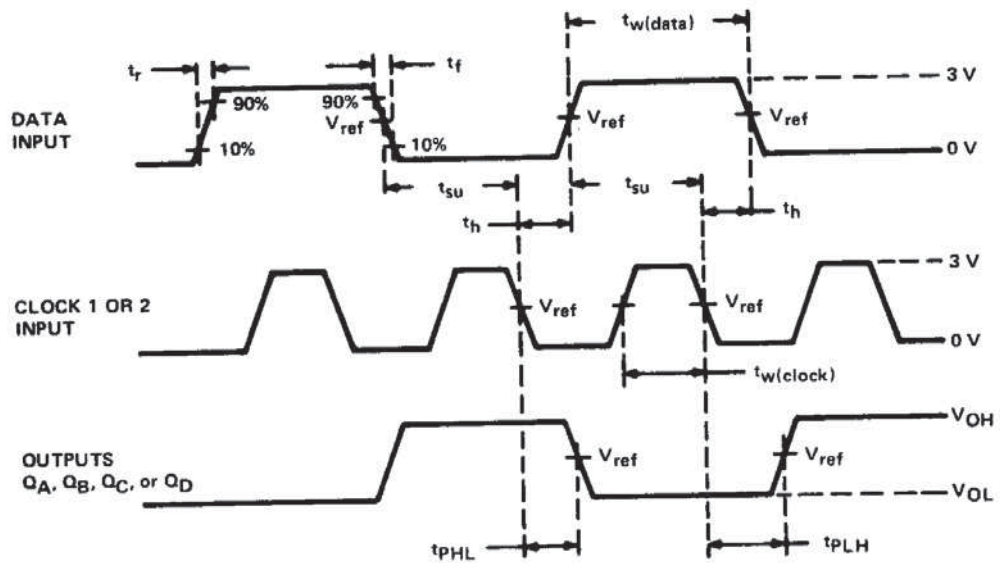 tw(data)
tr
tf
3 V
90%
90%
DATA
INPUT
Vref
Vref
Vref
10%
10%
0 V
tsu
tsu
th
th
3 V
CLOCK 1 OR 2
INPUT
Vref
Vref
0 V
tw(clock)
VOH
OUTPUTS
QA, QB, QC, or QD
Vref
Vref
VOL
tPHL
tPLH